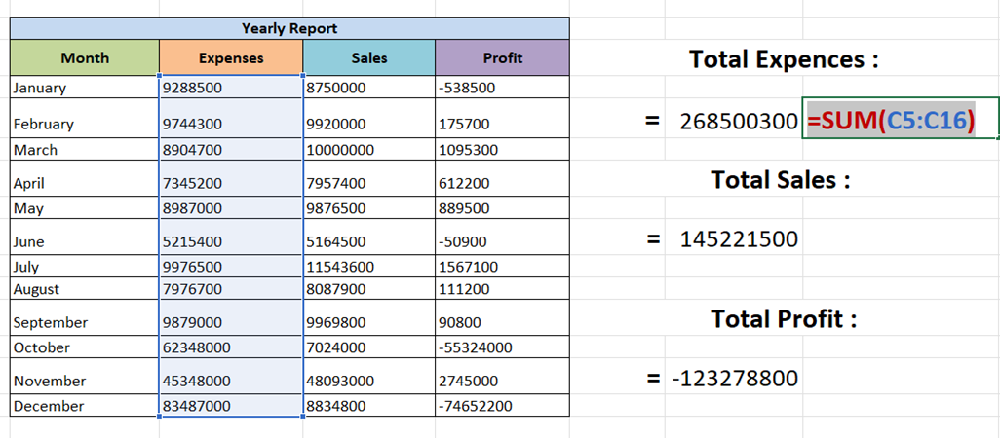 Yearly Report
Month Expenses Sales Profit
January 9288500 8750000 -538500
February 9744300 9920000 175700
March 8904700 10000000 1095300
April 7345200 7957400 612200
May 8987000 9876500 889500
June 5215400 5164500 -50900
July 9976500 11543600 1567100
August 7976700 8087900 111200
September 9879000 9969800 90800
October 62348000 7024000 -55324000
November 45348000 48093000 2745000
December 83487000 8834800 -74652200
Total Expences :
= 268500300 =SUM(C5:C16)
Total Sales :
= 145221500
Total Profit :
= -123278800